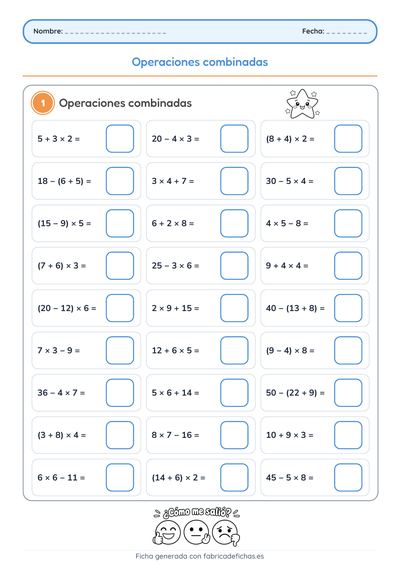 Nombre: _ _ _ _ _ _ _ _ _ _ _ _ _ _ _ _ _ _ _ _ Fecha: _ _ _ _ _ _ _ _
Operaciones combinadas
1 Operaciones combinadas
5 + 3 × 2 = 20 − 4 × 3 = (8 + 4) × 2 =
18 − (6 + 5) = 3 × 4 + 7 = 30 − 5 × 4 =
(15 − 9) × 5 = 6 + 2 × 8 = 4 × 5 − 8 =
(7 + 6) × 3 = 25 − 3 × 6 = 9 + 4 × 4 =
(20 − 12) × 6 = 2 × 9 + 15 = 40 − (13 + 8) =
7 × 3 − 9 = 12 + 6 × 5 = (9 − 4) × 8 =
36 − 4 × 7 = 5 × 6 + 14 = 50 − (22 + 9) =
(3 + 8) × 4 = 8 × 7 − 16 = 10 + 9 × 3 =
6 × 6 − 11 = (14 + 6) × 2 = 45 − 5 × 8 =
¿Cómo me salió?
Ficha generada con fabricadefichas.es